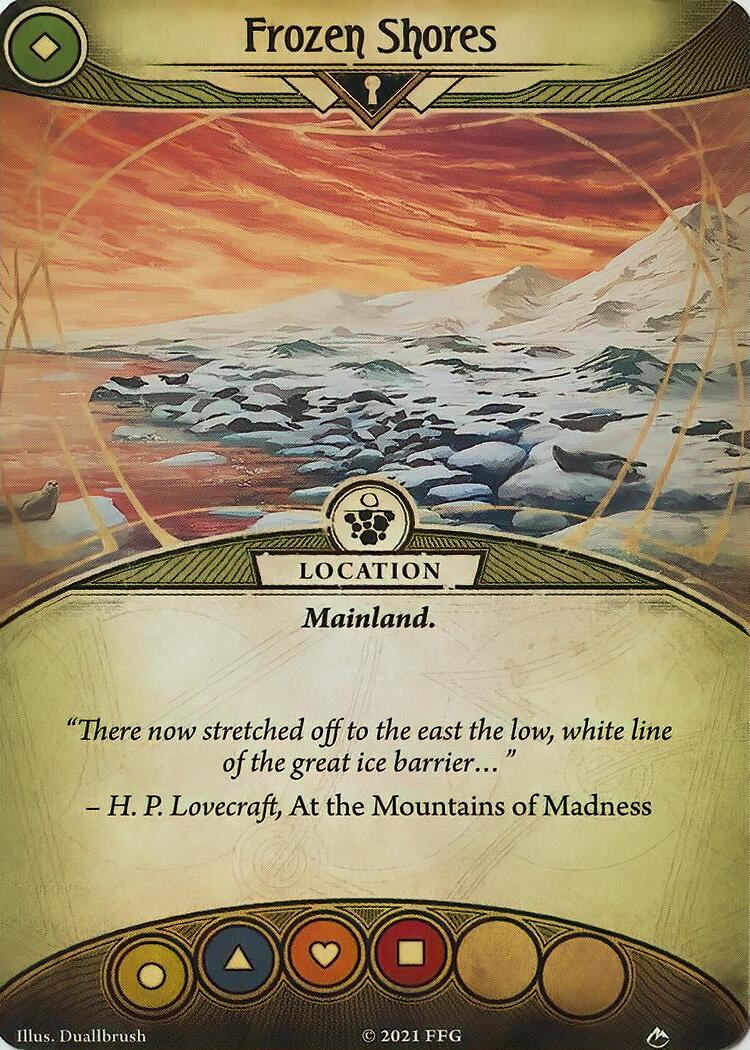 Frozen Shores
LOCATION
Mainland.
“There now stretched off to the east the low, white line
of the great ice barrier…”
– H. P. Lovecraft, At the Mountains of Madness
Illus. Duallbrush
© 2021 FFG